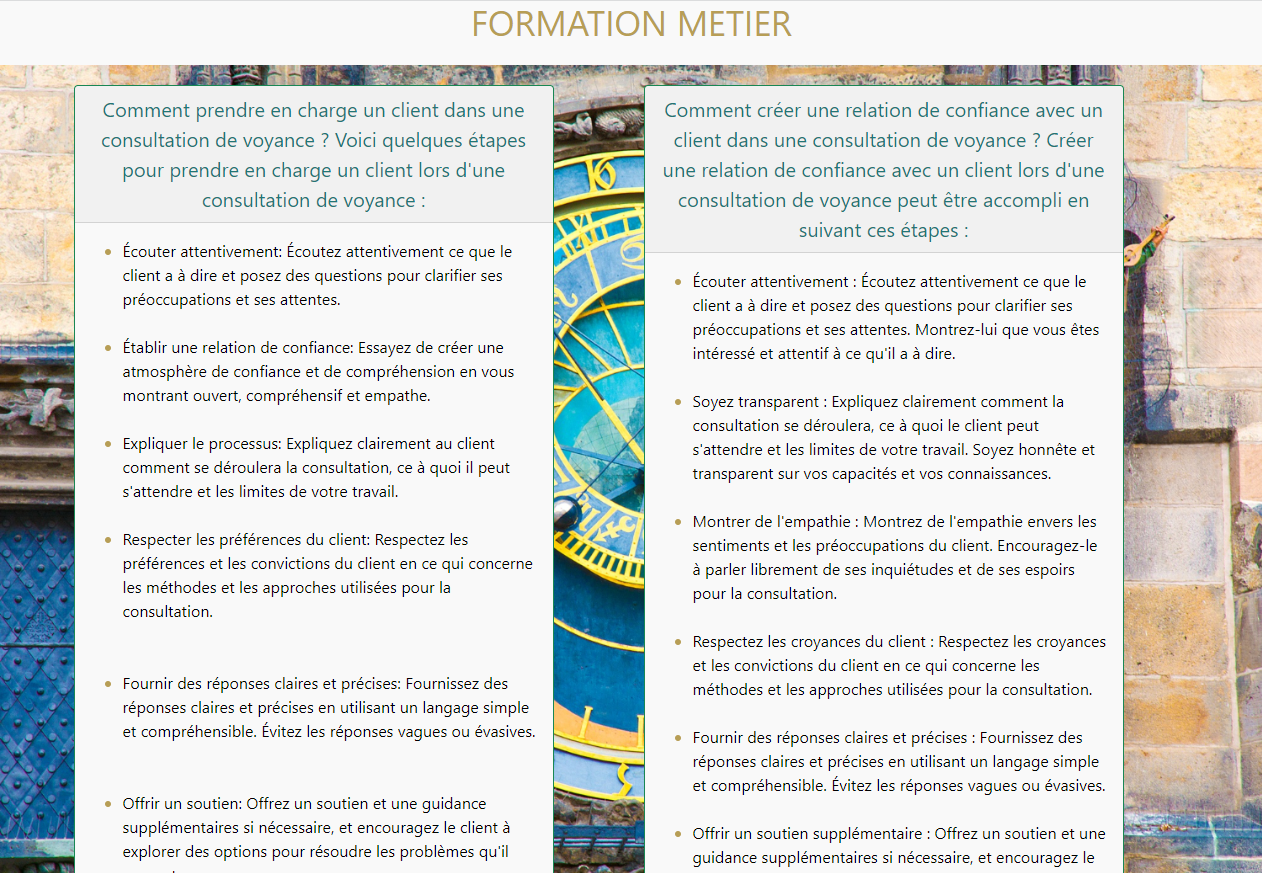 FORMATION METIER
Comment prendre en charge un client dans une
consultation de voyance ? Voici quelques étapes
pour prendre en charge un client lors d'une
consultation de voyance :
Écouter attentivement: Écoutez attentivement ce que le
client a à dire et posez des questions pour clarifier ses
préoccupations et ses attentes.
Établir une relation de confiance: Essayez de créer une
atmosphère de confiance et de compréhension en vous
montrant ouvert, compréhensif et empathe.
Expliquer le processus: Expliquez clairement au client
comment se déroulera la consultation, ce à quoi il peut
s'attendre et les limites de votre travail.
Respecter les préférences du client: Respectez les
préférences et les convictions du client en ce qui concerne
les méthodes et les approches utilisées pour la
consultation.
Fournir des réponses claires et précises: Fournissez des
réponses claires et précises en utilisant un langage simple
et compréhensible. Évitez les réponses vagues ou évasives.
Offrir un soutien: Offrez un soutien et une guidance
supplémentaires si nécessaire, et encouragez le client à
explorer des options pour résoudre les problèmes qu'il
Comment créer une relation de confiance avec un
client dans une consultation de voyance ? Créer
une relation de confiance avec un client lors d'une
consultation de voyance peut être accompli en
suivant ces étapes :
Écouter attentivement : Écoutez attentivement ce que le
client a à dire et posez des questions pour clarifier ses
préoccupations et ses attentes. Montrez-lui que vous êtes
intéressé et attentif à ce qu'il a à dire.
Soyez transparent : Expliquez clairement comment la
consultation se déroulera, ce à quoi le client peut
s'attendre et les limites de votre travail. Soyez honnête et
transparent sur vos capacités et vos connaissances.
Montrer de l'empathie : Montrez de l'empathie envers les
sentiments et les préoccupations du client. Encouragez-le
à parler librement de ses inquiétudes et de ses espoirs
pour la consultation.
Respectez les croyances du client : Respectez les croyances
et les convictions du client en ce qui concerne les
méthodes et les approches utilisées pour la consultation.
Fournir des réponses claires et précises : Fournissez des
réponses claires et précises en utilisant un langage simple
et compréhensible. Évitez les réponses vagues ou évasives.
Offrir un soutien supplémentaire : Offrez un soutien et une
guidance supplémentaires si nécessaire, et encouragez le